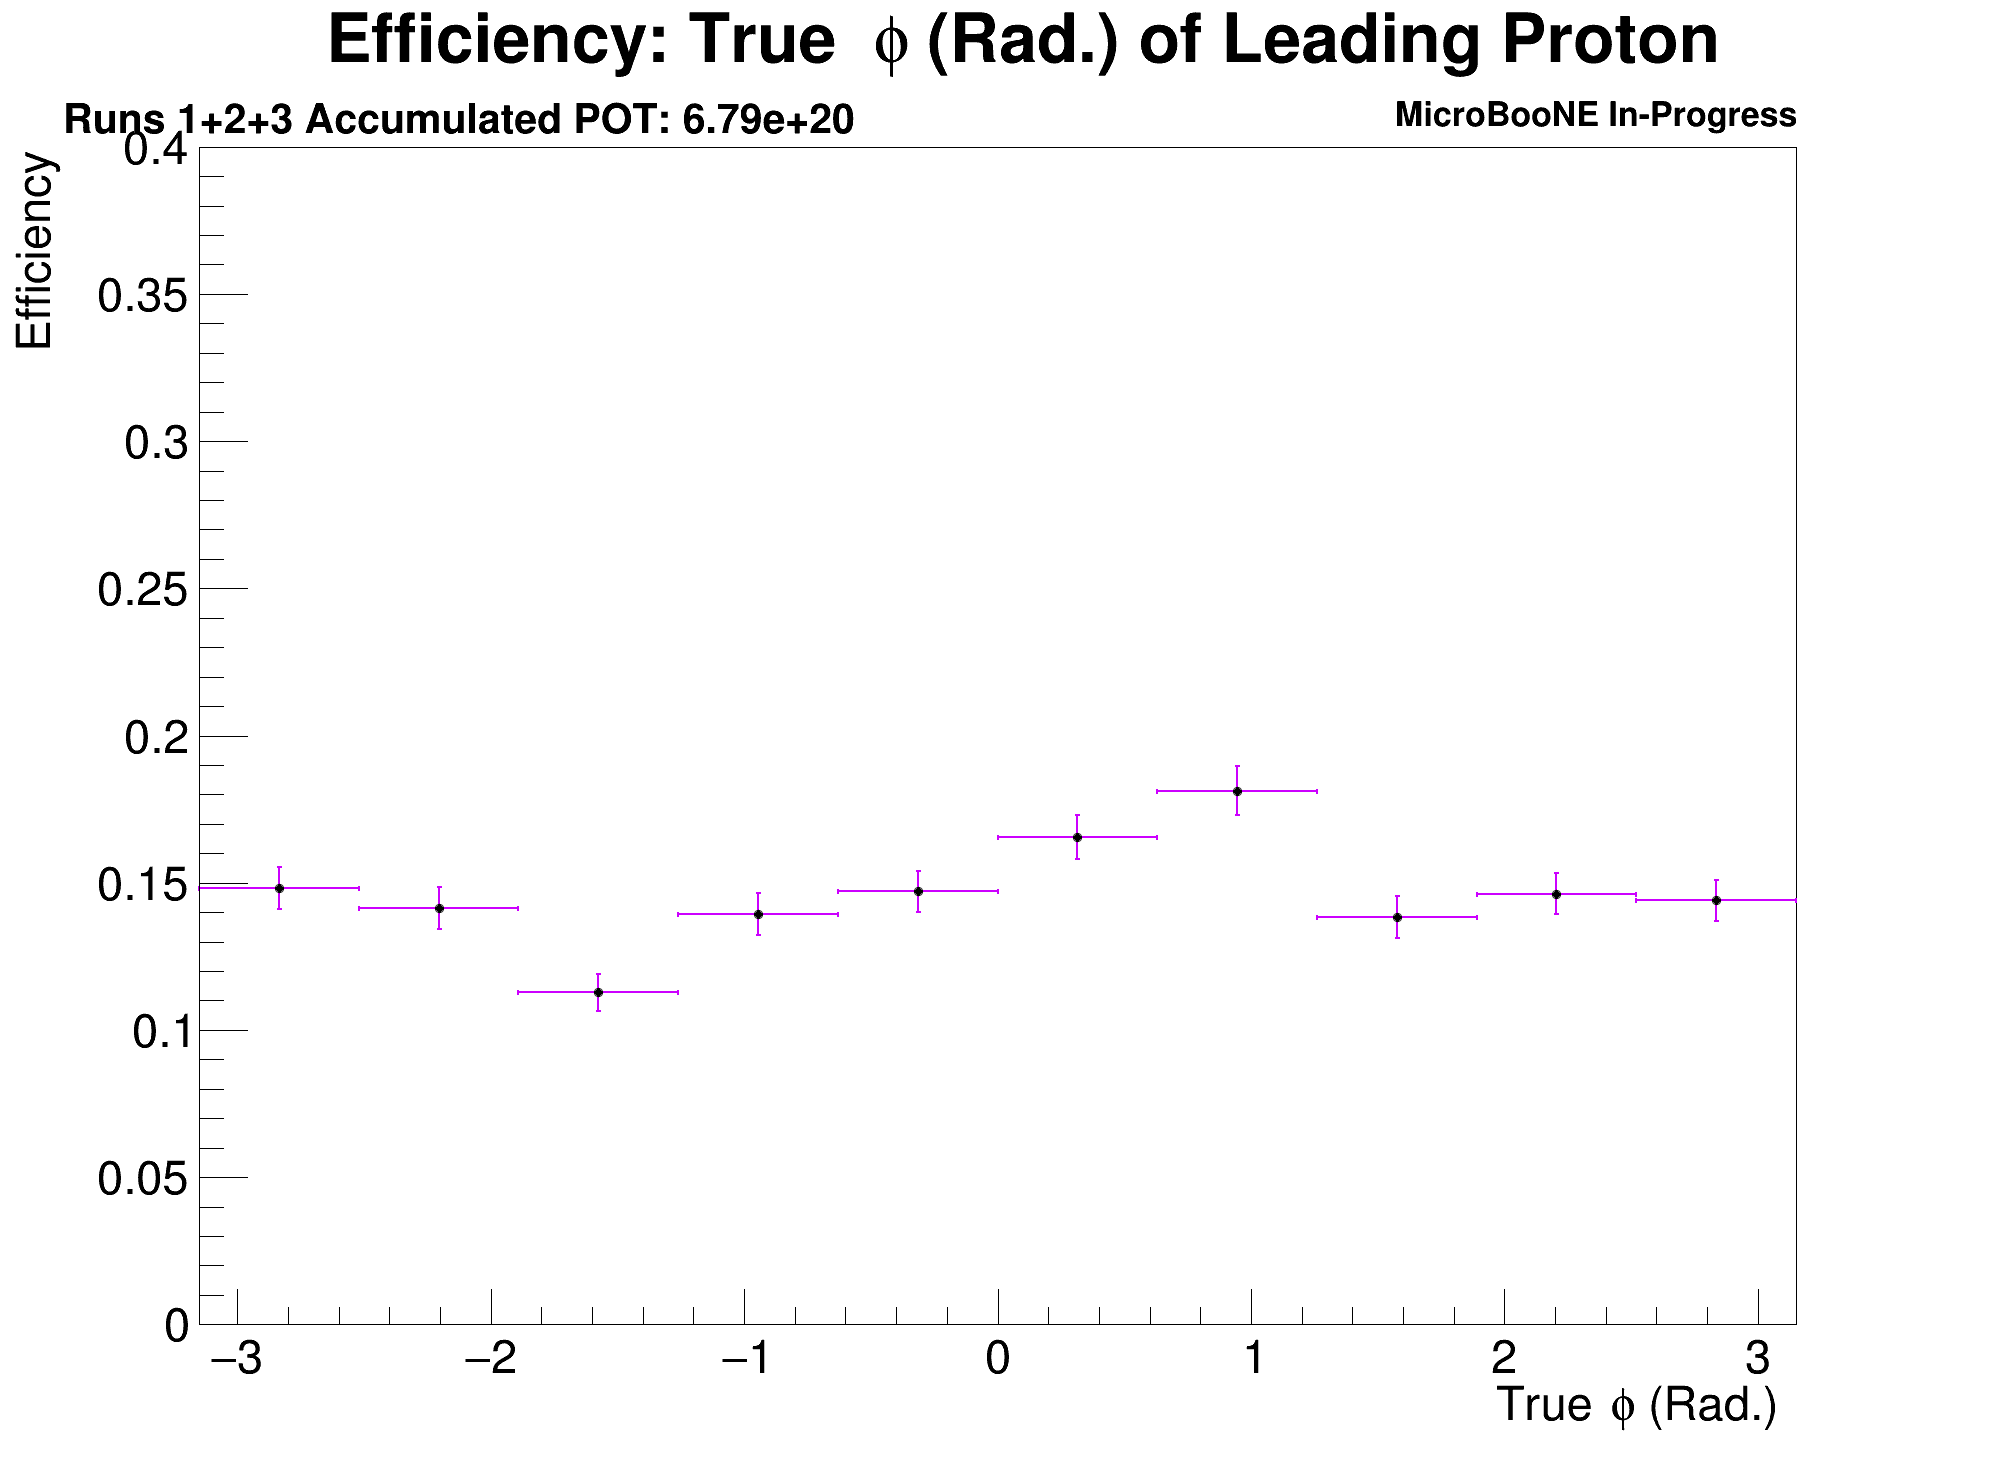 Efficiency: True ϕ (Rad.) of Leading Proton
Runs 1+2+3 Accumulated POT: 6.79e+20
MicroBooNE In-Progress
Efficiency
0.4
0.35
0.3
0.25
0.2
0.15
0.1
0.05
0
−3 −2 −1 0 1 2 3
True ϕ (Rad.)